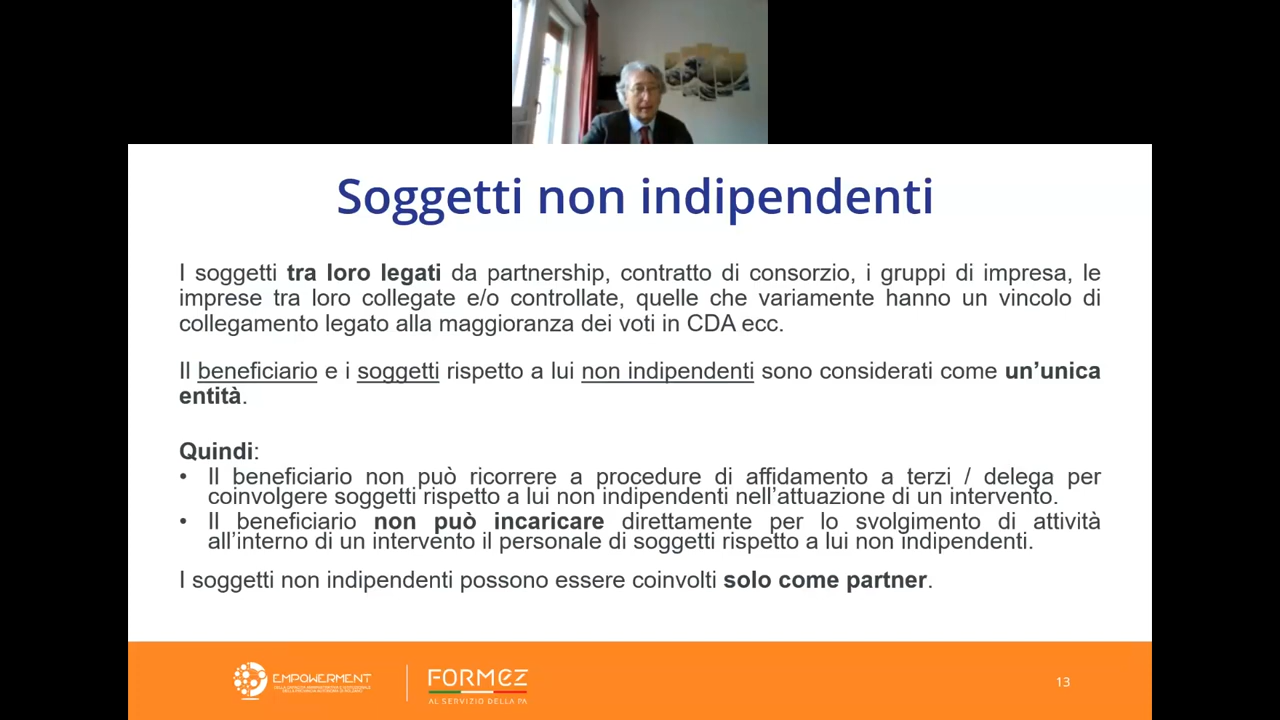 Soggetti non indipendenti
I soggetti tra loro legati da partnership, contratto di consorzio, i gruppi di impresa, le
imprese tra loro collegate e/o controllate, quelle che variamente hanno un vincolo di
collegamento legato alla maggioranza dei voti in CDA ecc.
Il beneficiario e i soggetti rispetto a lui non indipendenti sono considerati come un’unica
entità.
Quindi:
• Il beneficiario non può ricorrere a procedure di affidamento a terzi / delega per
coinvolgere soggetti rispetto a lui non indipendenti nell’attuazione di un intervento.
• Il beneficiario non può incaricare direttamente per lo svolgimento di attività
all’interno di un intervento il personale di soggetti rispetto a lui non indipendenti.
I soggetti non indipendenti possono essere coinvolti solo come partner.
EMPOWERMENT
FORMEZ
AL SERVIZIO DELLA PA
13